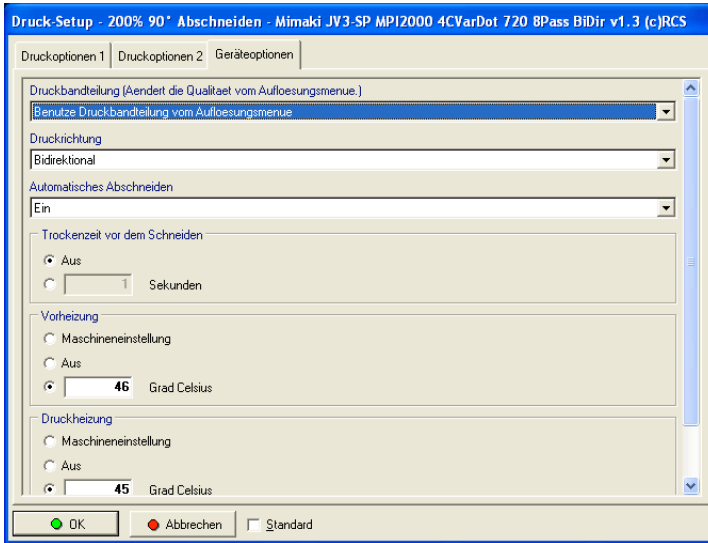 Druck-Setup - 200% 90° Abschneiden - Mimaki JV3-SP MPI2000 4CVarDot 720 8Pass BiDir v1.3 (c)RCS
Druckoptionen 1 Druckoptionen 2 Geräteoptionen
Druckbandteilung (Aendert die Qualitaet vom Aufloesungsmenue.)
Benutze Druckbandteilung vom Aufloesungsmenue
Druckrichtung
Bidirektional
Automatisches Abschneiden
Ein
Trockenzeit vor dem Schneiden
Aus
1 Sekunden
Vorheizung
Maschineneinstellung
Aus
46 Grad Celsius
Druckheizung
Maschineneinstellung
Aus
45 Grad Celsius
OK Abbrechen Standard